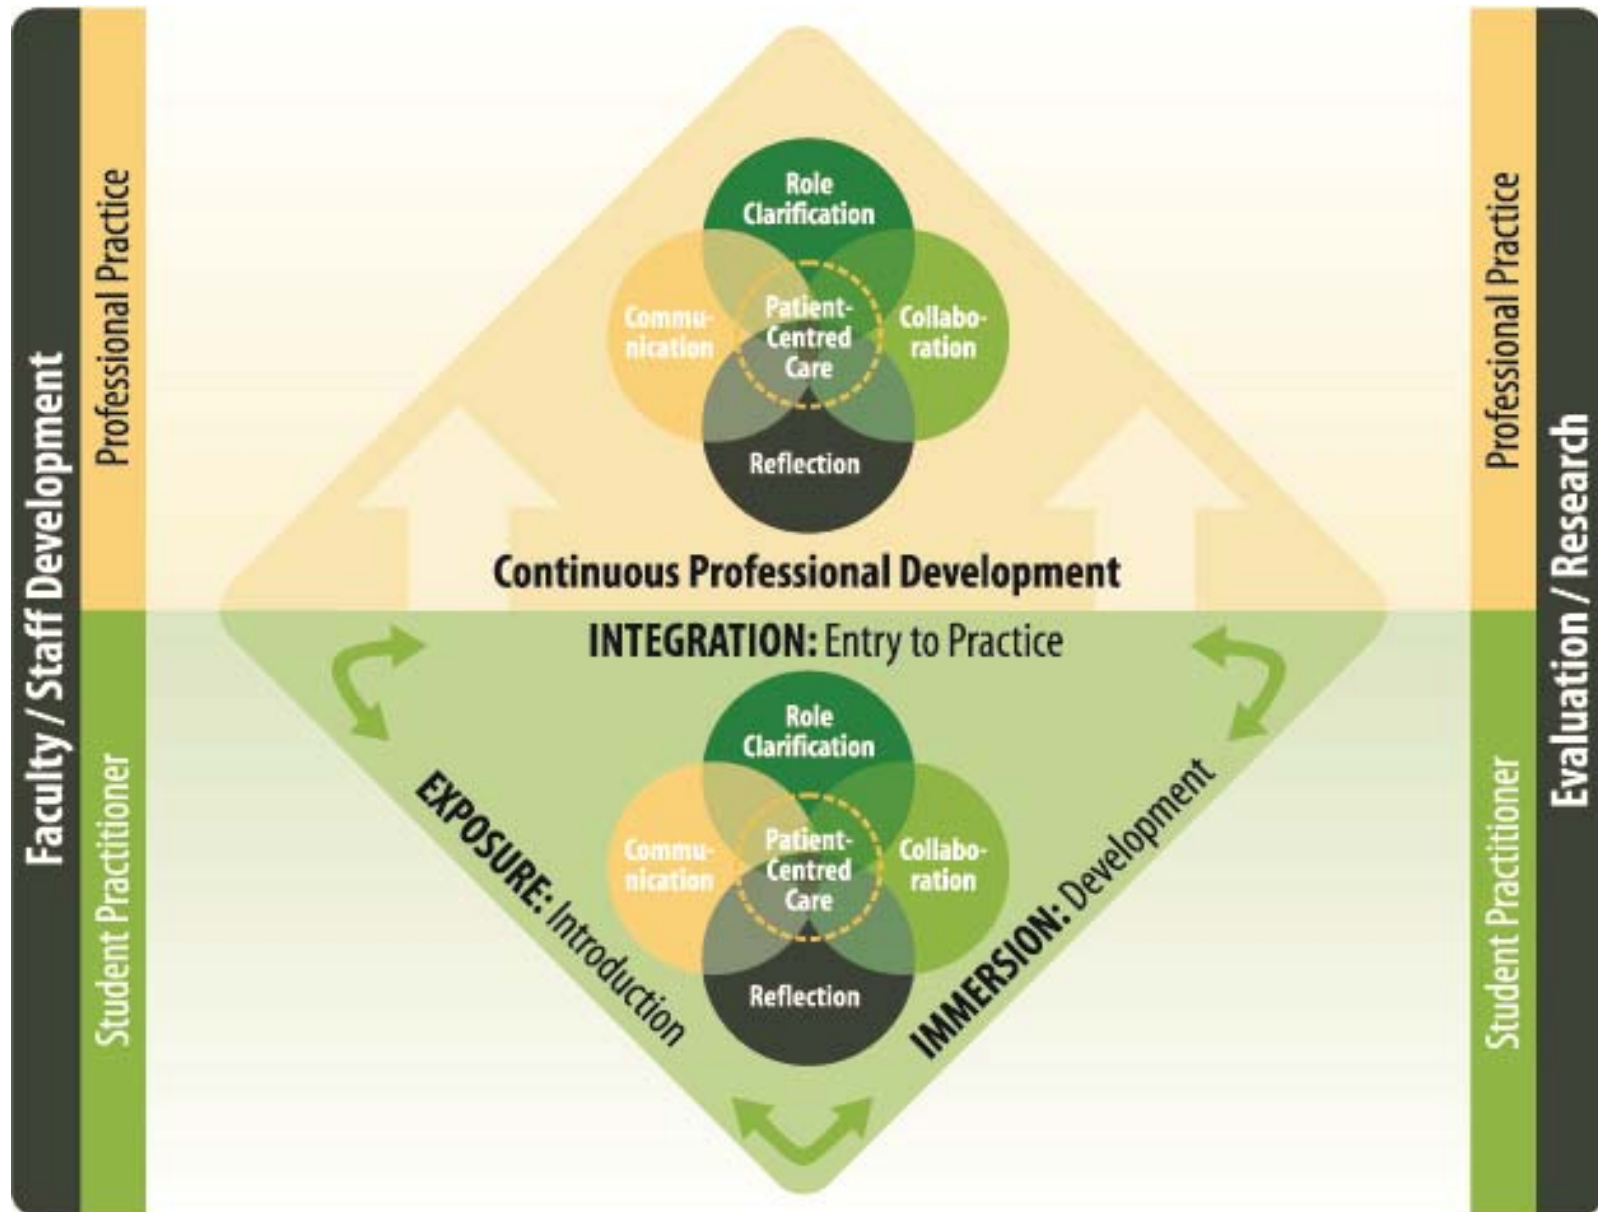 Faculty / Staff Development
Professional Practice
Student Practitioner
Role
Clarification
Commu-
nication
Patient-
Centred
Care
Collabo-
ration
Reflection
Continuous Professional Development
INTEGRATION: Entry to Practice
Role
Clarification
Commu-
nication
Patient-
Centred
Care
Collabo-
ration
Reflection
EXPOSURE: Introduction
IMMERSION: Development
Professional Practice
Student Practitioner
Evaluation / Research